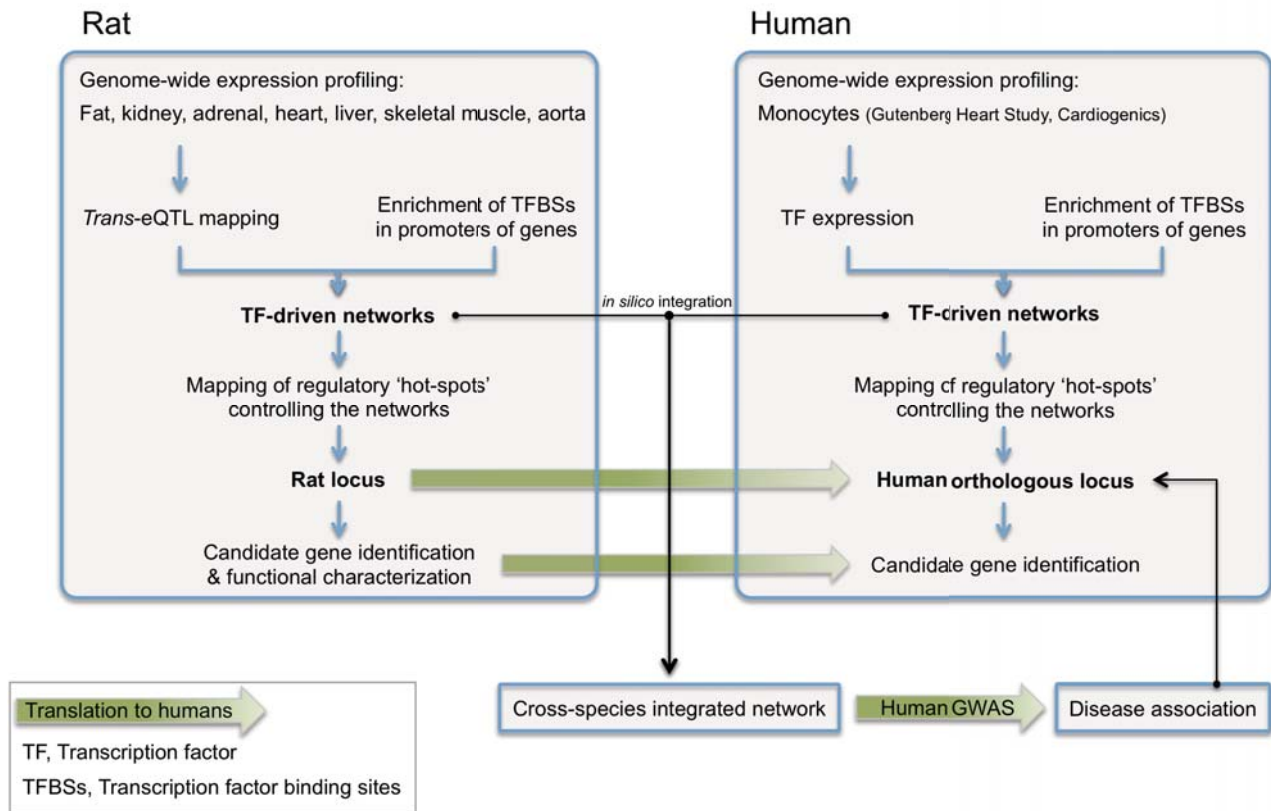 Rat
Genome-wide expression profiling:
Fat, kidney, adrenal, heart, liver, skeletal muscle, aorta
Trans-eQTL mapping
Enrichment of TFBSs
in promoters of genes
TF-driven networks
Mapping of regulatory ‘hot-spots’
controlling the networks
Rat locus
Candidate gene identification
& functional characterization
in silico integration
Human
Genome-wide expression profiling:
Monocytes (Gutenberg Heart Study, Cardiogenics)
TF expression
Enrichment of TFBSs
in promoters of genes
TF-driven networks
Mapping of regulatory ‘hot-spots’
controlling the networks
Human orthologous locus
Candidate gene identification
Cross-species integrated network
Human GWAS
Disease association
Translation to humans
TF, Transcription factor
TFBSs, Transcription factor binding sites